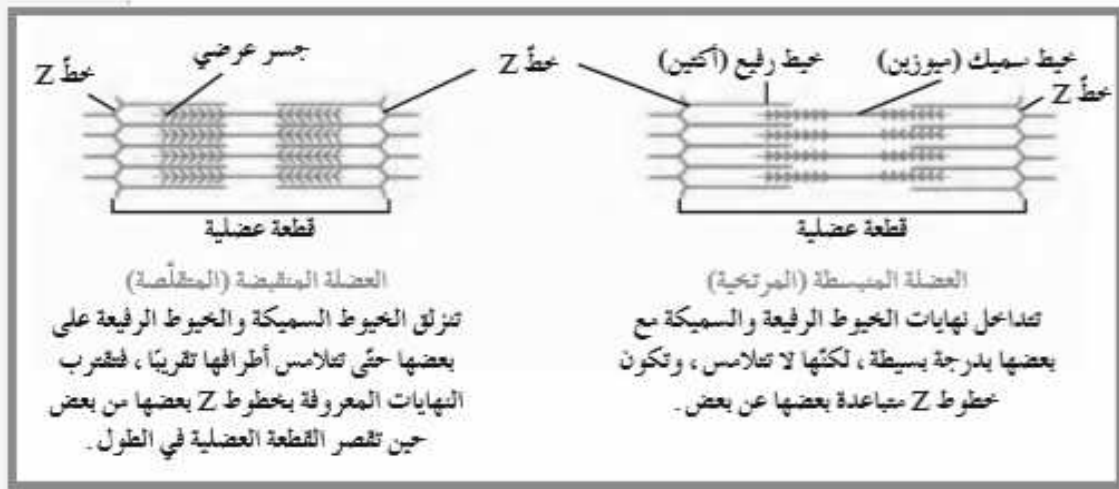 خيط سميك (ميوزين)
خيط رفيع (أكتين)
خطّ Z
خطّ Z
قطعة عضلية
العضلة المنبسطة (المرتخية)
تتداخل نهايات الخيوط الرفيعة والسميكة مع
بعضها بدرجة بسيطة، لكنّها لا تتلامس، وتكون
خطوط Z متباعدة بعضها عن بعض.
جسر عرضي
خطّ Z
قطعة عضلية
العضلة المنقبضة (المتقلّصة)
تنزلق الخيوط السميكة والخيوط الرفيعة على
بعضها حتّى تتلامس أطرافها تقريبًا، فتقترب
النهايات المعروفة بخطوط Z بعضها من بعض
حين تقصر القطعة العضلية في الطول.